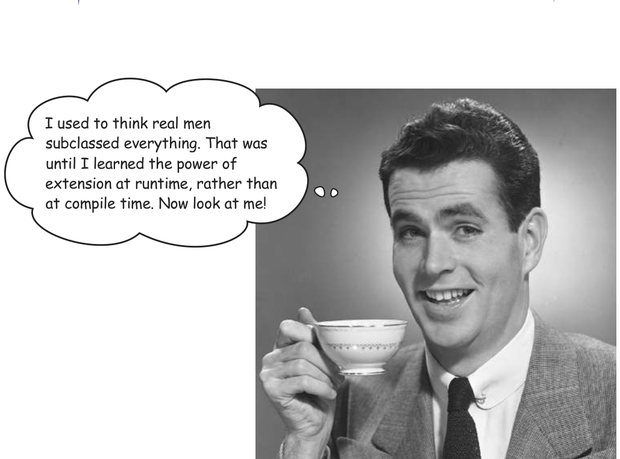 I used to think real men
subclassed everything. That was
until I learned the power of
extension at runtime, rather than
at compile time. Now look at me!